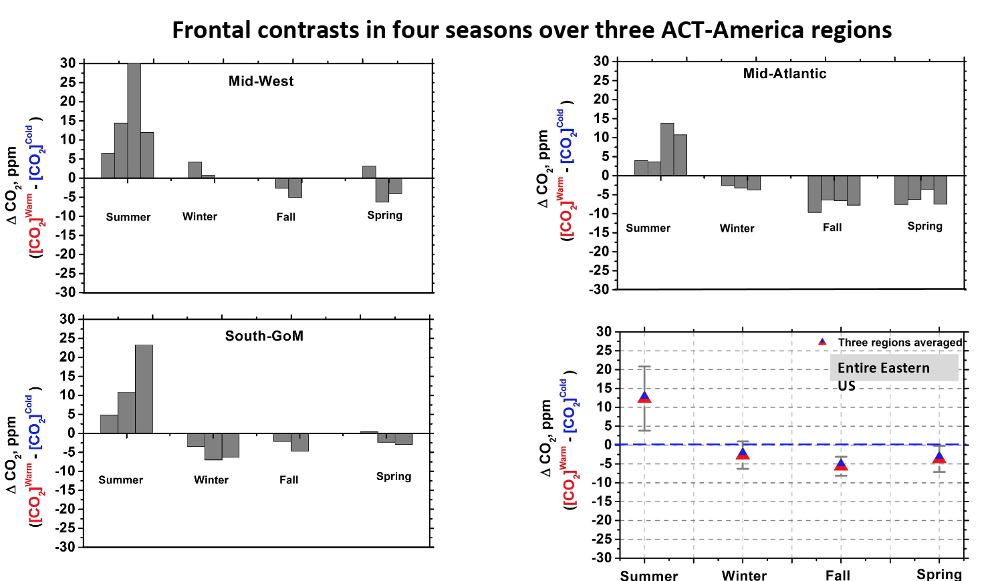 Frontal contrasts in four seasons over three ACT-America regions
Mid-West
Δ CO2, ppm
([CO2]Warm - [CO2]Cold )
30
25
20
15
10
5
0
-5
-10
-15
-20
-25
-30
Summer
Winter
Fall
Spring
Mid-Atlantic
Δ CO2, ppm
([CO2]Warm - [CO2]Cold )
30
25
20
15
10
5
0
-5
-10
-15
-20
-25
-30
Summer
Winter
Fall
Spring
South-GoM
Δ CO2, ppm
([CO2]Warm - [CO2]Cold )
30
25
20
15
10
5
0
-5
-10
-15
-20
-25
-30
Summer
Winter
Fall
Spring
Three regions averaged
Entire Eastern
US
Δ CO2, ppm
([CO2]Warm - [CO2]Cold )
30
25
20
15
10
5
0
-5
-10
-15
-20
-25
-30
Summer
Winter
Fall
Spring